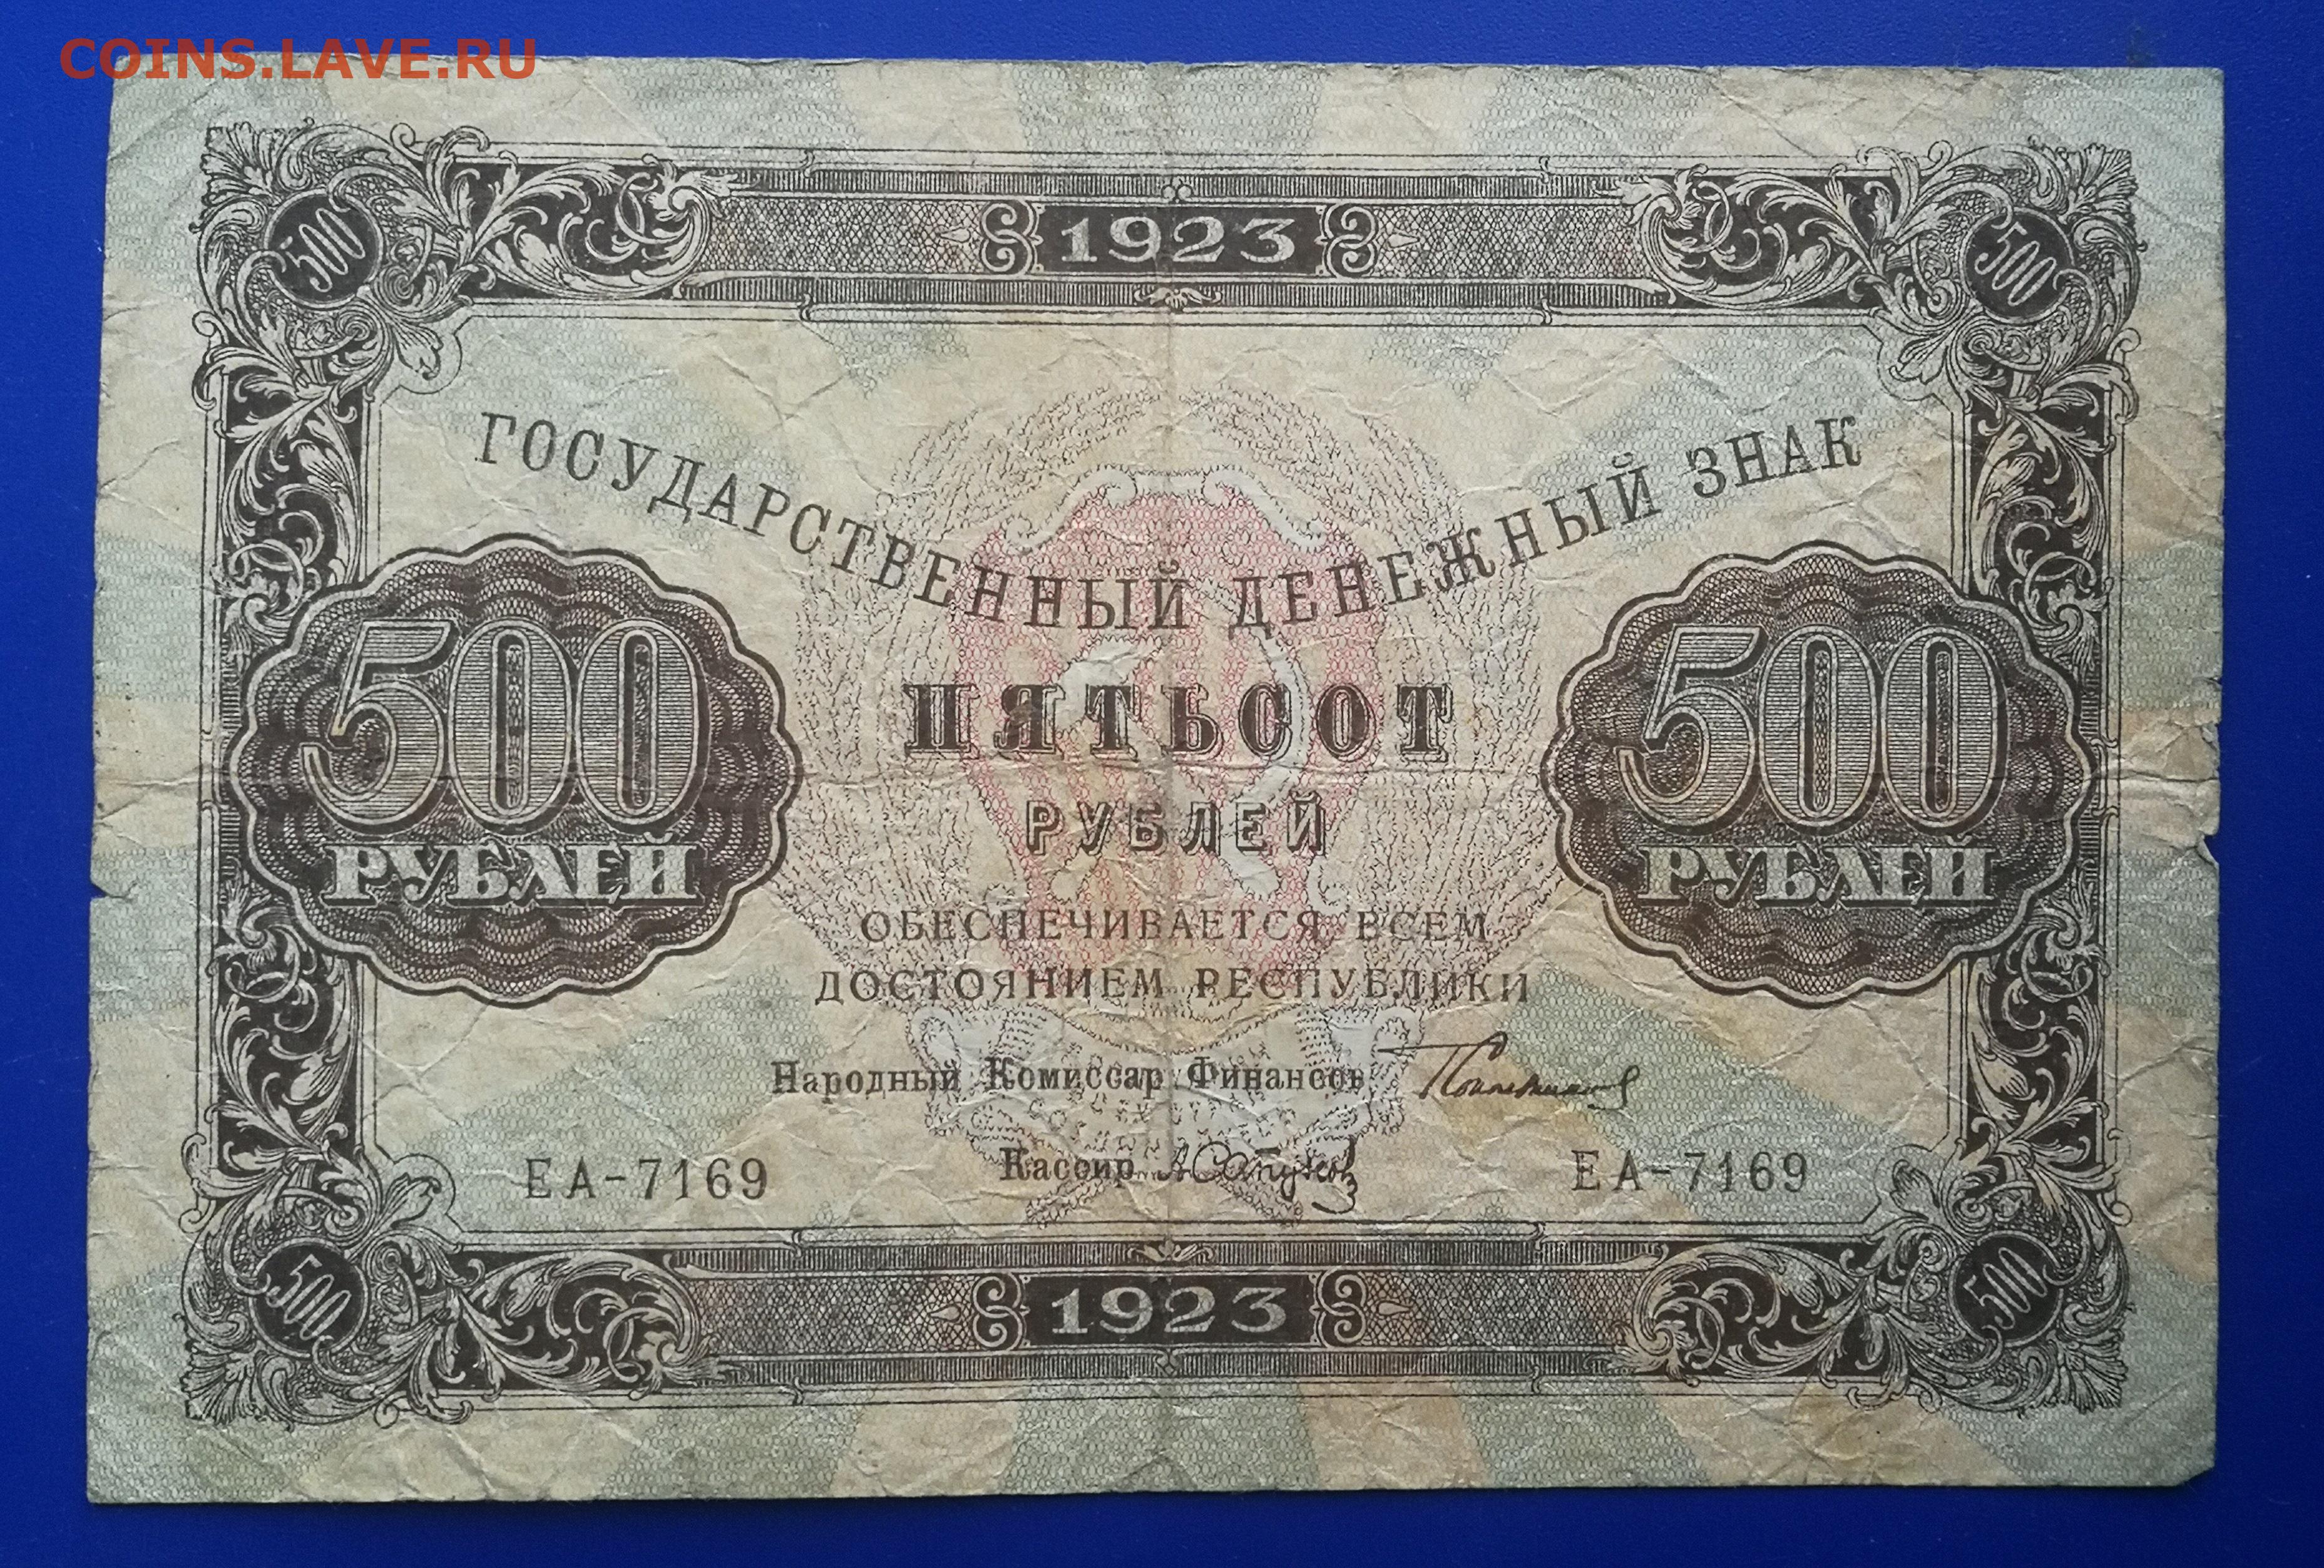 COINS.LAVE.RU
500 1923 500
ГОСУДАРСТВЕННЫЙ ДЕНЕЖНЫЙ ЗНАК
500 ПЯТЬСОТ 500
РУБЛЕЙ РУБЛЕЙ РУБЛЕЙ
ОБЕСПЕЧИВАЕТСЯ ВСЕМ
ДОСТОЯНИЕМ РЕСПУБЛИКИ
Народный Комиссар Финансов
Кассир
ЕА-7169 ЕА-7169
500 1923 500